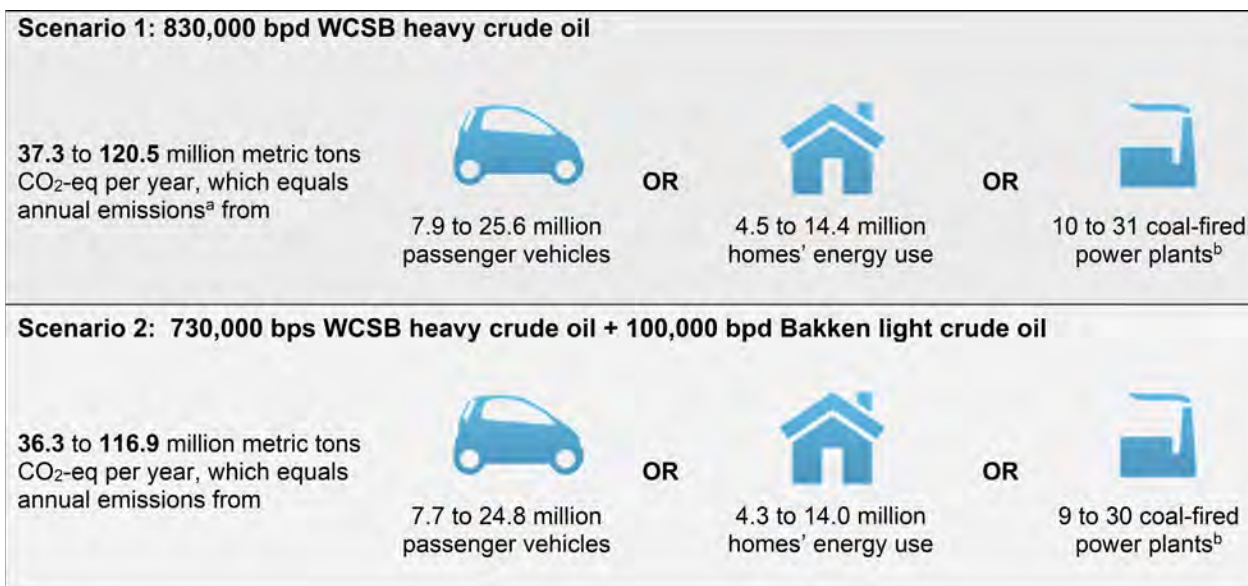 Scenario 1: 830,000 bpd WCSB heavy crude oil
37.3 to 120.5 million metric tons
CO₂-eq per year, which equals
annual emissionsᵃ from
7.9 to 25.6 million
passenger vehicles
OR
4.5 to 14.4 million
homes' energy use
OR
10 to 31 coal-fired
power plantsᵇ
Scenario 2: 730,000 bps WCSB heavy crude oil + 100,000 bpd Bakken light crude oil
36.3 to 116.9 million metric tons
CO₂-eq per year, which equals
annual emissions from
7.7 to 24.8 million
passenger vehicles
OR
4.3 to 14.0 million
homes' energy use
OR
9 to 30 coal-fired
power plantsᵇ